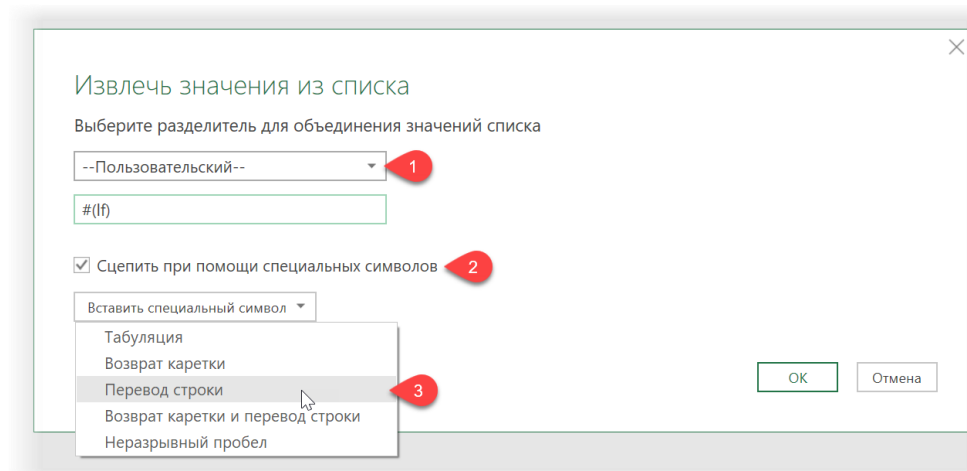 Извлечь значения из списка
Выберите разделитель для объединения значений списка
--Пользовательский--
1
#(lf)
Сцепить при помощи специальных символов
2
Вставить специальный символ
Табуляция
Возврат каретки
Перевод строки
3
Возврат каретки и перевод строки
Неразрывный пробел
ОК
Отмена